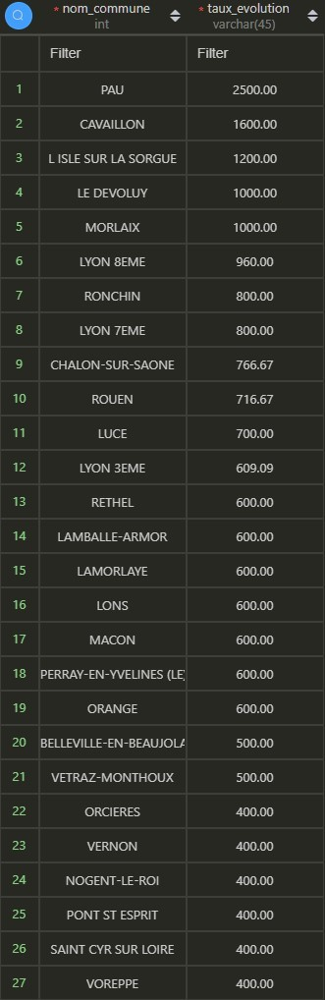 * nom_commune * taux_evolution
int varchar(45)
Filter Filter
1 PAU 2500.00
2 CAVAILLON 1600.00
3 L ISLE SUR LA SORGUE 1200.00
4 LE DEVOLUY 1000.00
5 MORLAIX 1000.00
6 LYON 8EME 960.00
7 RONCHIN 800.00
8 LYON 7EME 800.00
9 CHALON-SUR-SAONE 766.67
10 ROUEN 716.67
11 LUCE 700.00
12 LYON 3EME 609.09
13 RETHEL 600.00
14 LAMBALLE-ARMOR 600.00
15 LAMORLAYE 600.00
16 LONS 600.00
17 MACON 600.00
18 PERRAY-EN-YVELINES (LE) 600.00
19 ORANGE 600.00
20 BELLEVILLE-EN-BEAUJOLA 500.00
21 VETRAZ-MONTHOUX 500.00
22 ORCIERES 400.00
23 VERNON 400.00
24 NOGENT-LE-ROI 400.00
25 PONT ST ESPRIT 400.00
26 SAINT CYR SUR LOIRE 400.00
27 VOREPPE 400.00